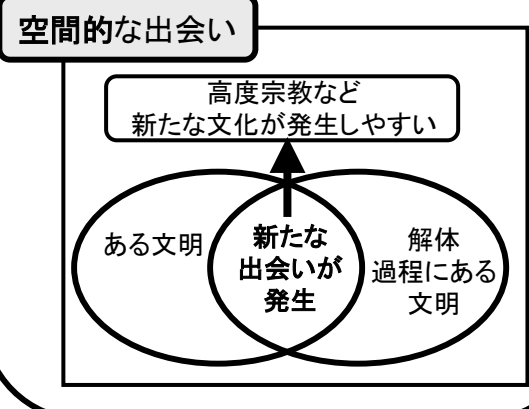 空間的な出会い
高度宗教など
新たな文化が発生しやすい
ある文明
新たな
出会いが
発生
解体
過程にある
文明